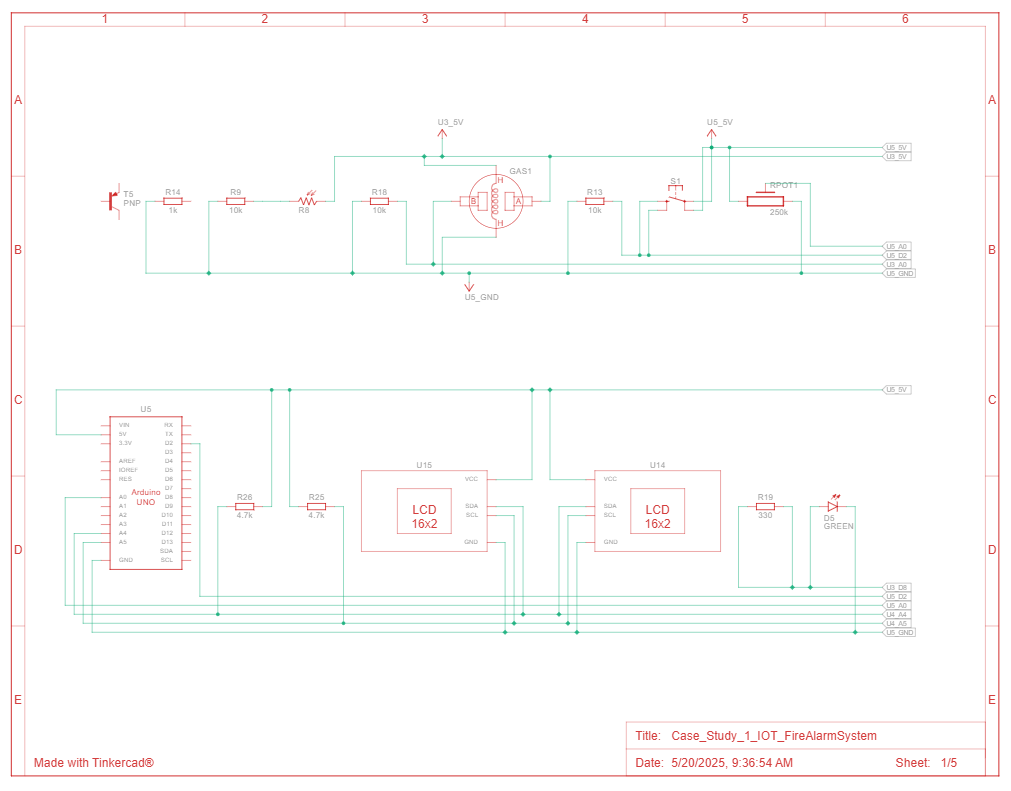 1 2 3 4 5 6
A A
U3_5V U5_5V
U5_5V
U3_5V
GAS1
T5
PNP
R14
1k
R9
10k
R8
R18
10k
H
B A
H
R13
10k
S1
RPOT1
250k
B B
U5_A0
U5_D2
U3_A0
U5_GND
U5_GND
C C
U5_5V
U5
VIN RX
5V TX
3.3V D2
D3
AREF D4
IOREF D5
RES D6
D7
A0 D8
A1 D9
A2 D10
A3 D11
A4 D12
A5 D13
SDA
GND SCL
Arduino
UNO
R26
4.7k
R25
4.7k
U15
VCC
SDA
SCL
GND
LCD
16x2
U14
VCC
SDA
SCL
GND
LCD
16x2
R19
330
D5
GREEN
D D
U3_D8
U5_D2
U5_A0
U4_A4
U4_A5
U5_GND
E E
Title: Case_Study_1_IOT_FireAlarmSystem
Made with Tinkercad®
Date: 5/20/2025, 9:36:54 AM Sheet: 1/5